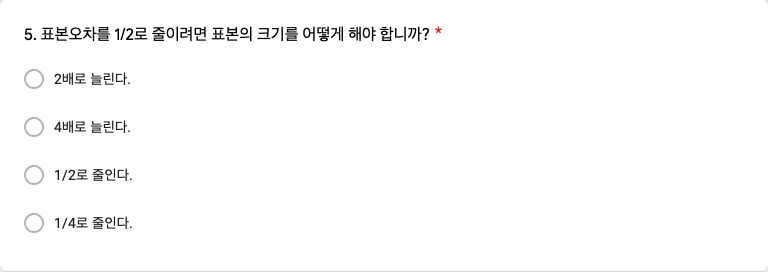 5. 표본오차를 1/2로 줄이려면 표본의 크기를 어떻게 해야 합니까? *
2배로 늘린다.
4배로 늘린다.
1/2로 줄인다.
1/4로 줄인다.